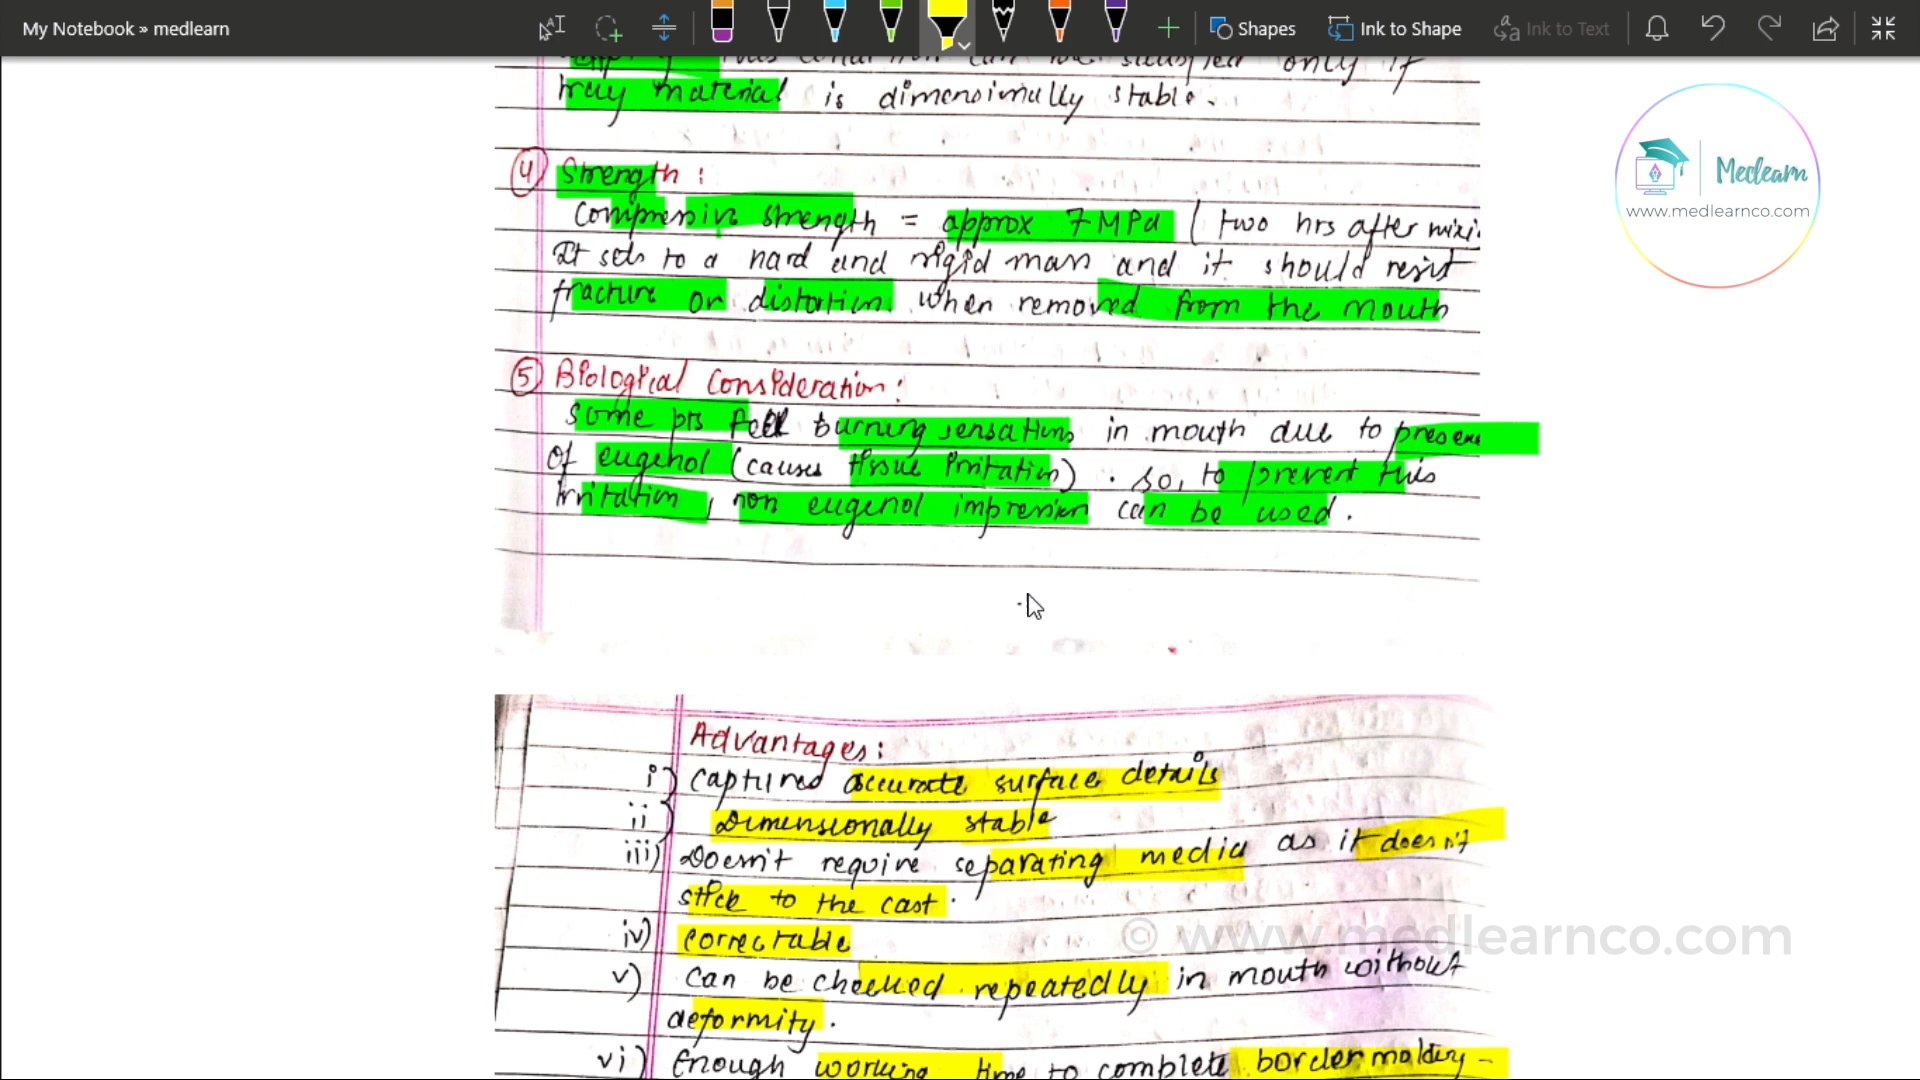 My Notebook » medlearn
Shapes
Ink to Shape
Ink to Text
only if
tray material is dimensinally stable.
4 Strength :
Compressive strength = approx 7 MPa ( two hrs after mixi
It sets to a hard and rigid mass and it should resist
fracture or distortion when removed from the mouth
5 Biological Consideration :
Some pts feel burning sensation in mouth due to presenc
of eugenol (causes tissue irritation) . So, to prevent this
irritation, non eugenol impression can be used .
Medlearn
www.medlearnco.com
Advantages :
i) Captured accurate surface details
ii) Dimensionally stable
iii) Doesn't require separating media as it doesn't
stick to the cast .
iv) correctable
© www.medlearnco.com
v) Can be checked repeatedly in mouth without
deformity .
vi) Enough working time to complete border molding -